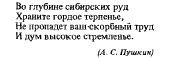 Во глубине сибирских руд
Храните гордое терпенье,
Не пропадет ваш скорбный труд
И дум высокое стремленье.
(А. С. Пушкин)